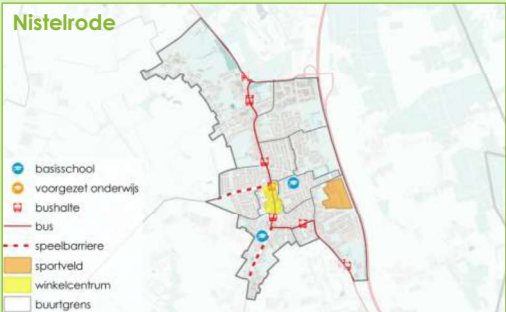 Nistelrode
basisschool
voorgezet onderwijs
bushalte
bus
speelbarriere
sportveld
winkelcentrum
buurtgrens